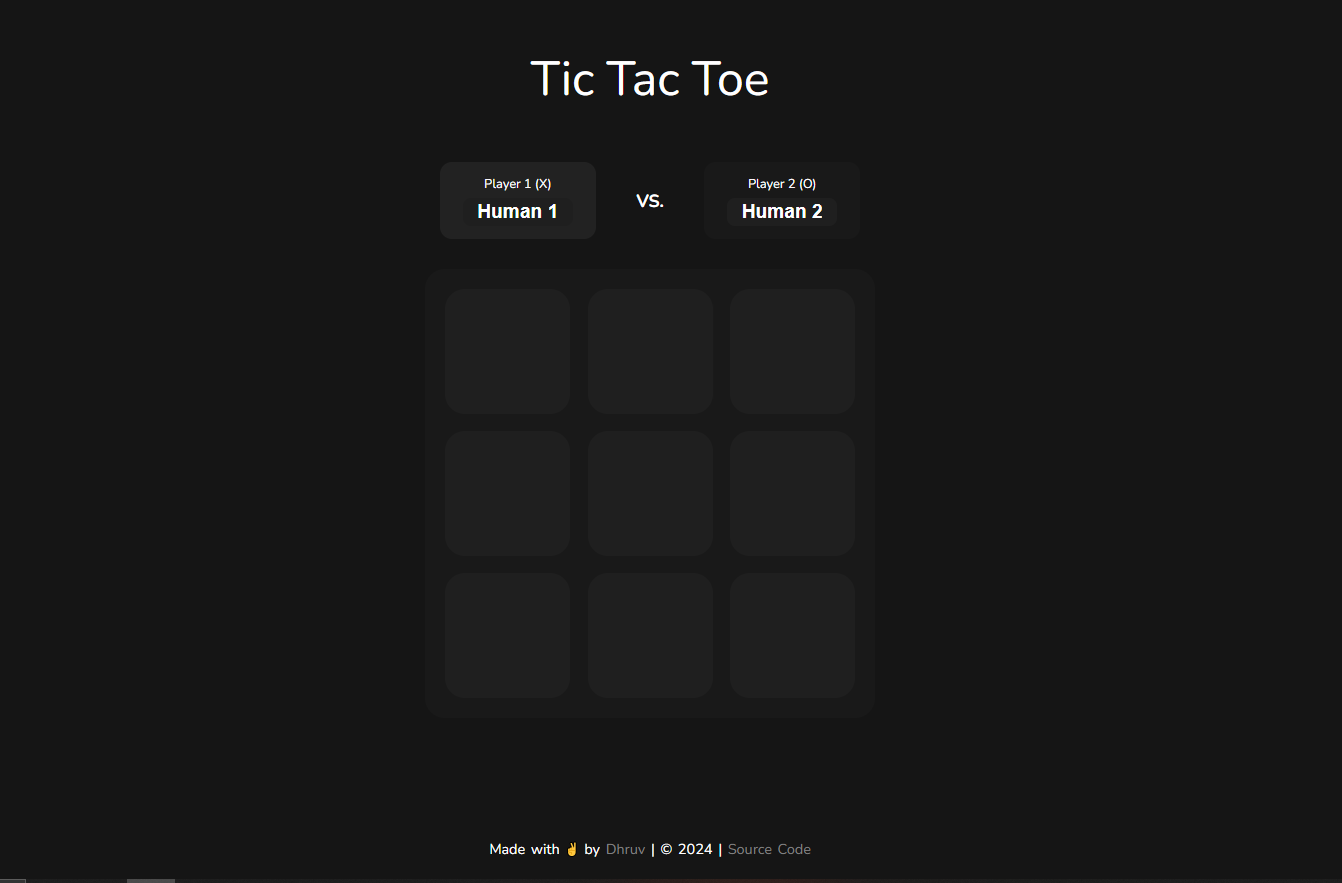 Tic Tac Toe
Player 1 (X)
Human 1
VS.
Player 2 (O)
Human 2
Made with ✌ by Dhruv | © 2024 | Source Code